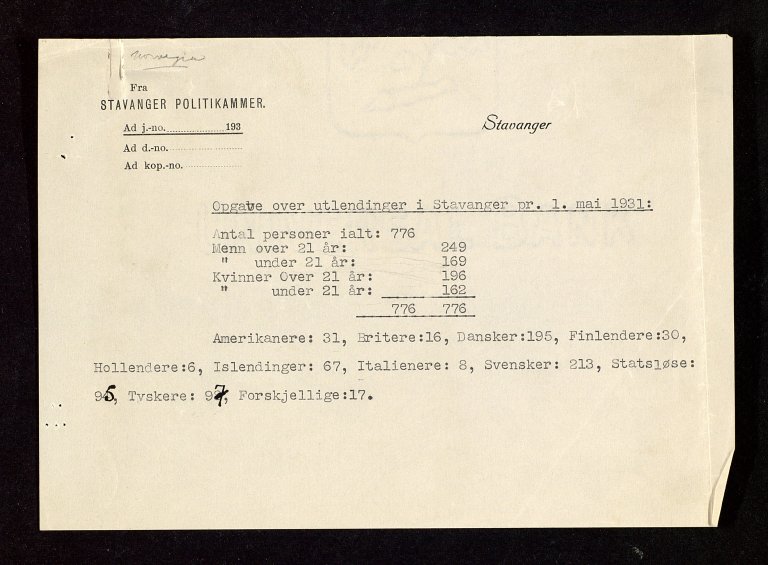 Norvegia
Fra
STAVANGER POLITIKAMMER.
Ad j.-no. 193
Ad d.-no.
Ad kop.-no.
Stavanger
Opgave over utlendinger i Stavanger pr. 1. mai 1931:
Antal personer ialt: 776
Menn over 21 år: 249
" under 21 år: 169
Kvinner Over 21 år: 196
" under 21 år: 162
776 776
Amerikanere: 31, Britere:16, Dansker:195, Finlendere:30,
Hollendere:6, Islendinger: 67, Italienere: 8, Svensker: 213, Statsløse:
95, Tyskere: 97, Forskjellige:17.